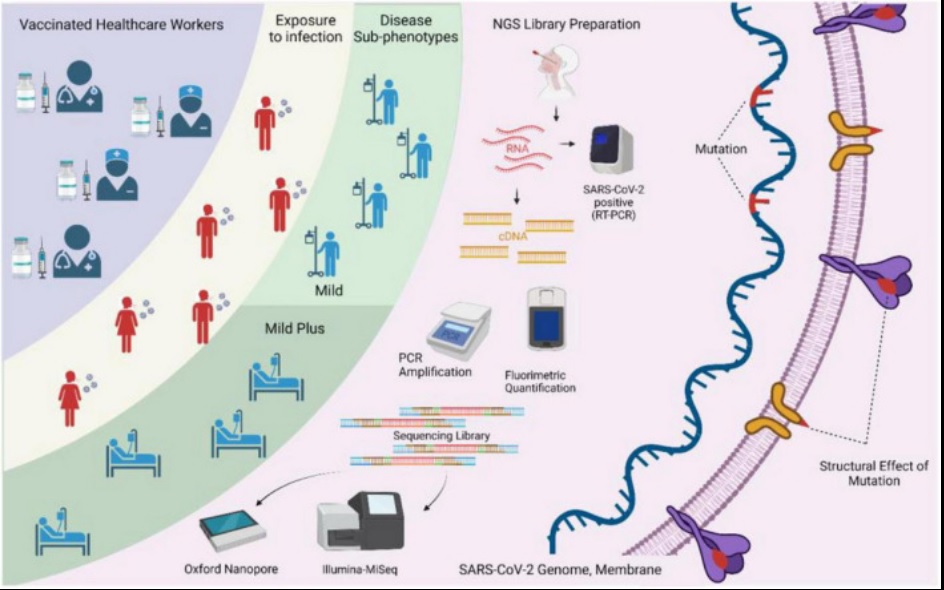 Vaccinated Healthcare Workers
Exposure
to infection
Disease
Sub-phenotypes
NGS Library Preparation
RNA
SARS-CoV-2
positive
(RT-PCR)
cDNA
Mutation
Mild
Mild Plus
PCR
Amplification
Fluorimetric
Quantification
Sequencing Library
Structural Effect of
Mutation
Oxford Nanopore
Illumina-MiSeq
SARS-CoV-2 Genome, Membrane